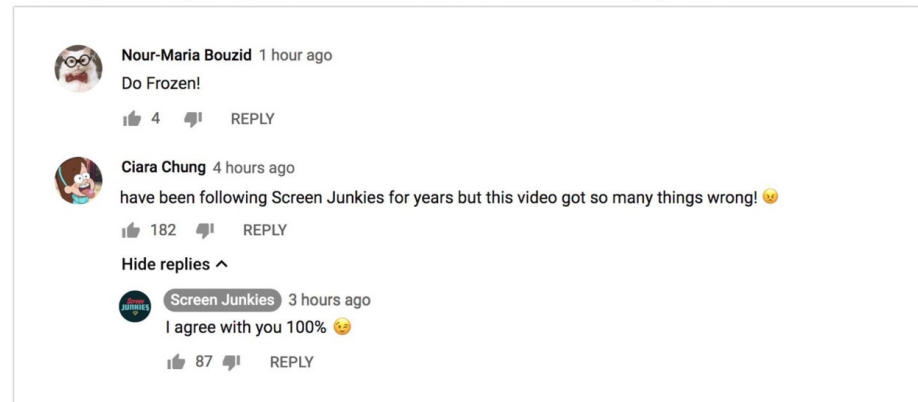 Nour-Maria Bouzid 1 hour ago
Do Frozen!
4 REPLY
Ciara Chung 4 hours ago
have been following Screen Junkies for years but this video got so many things wrong! 😠
182 REPLY
Hide replies
Screen JUNKIES
Screen Junkies 3 hours ago
I agree with you 100% 😉
87 REPLY